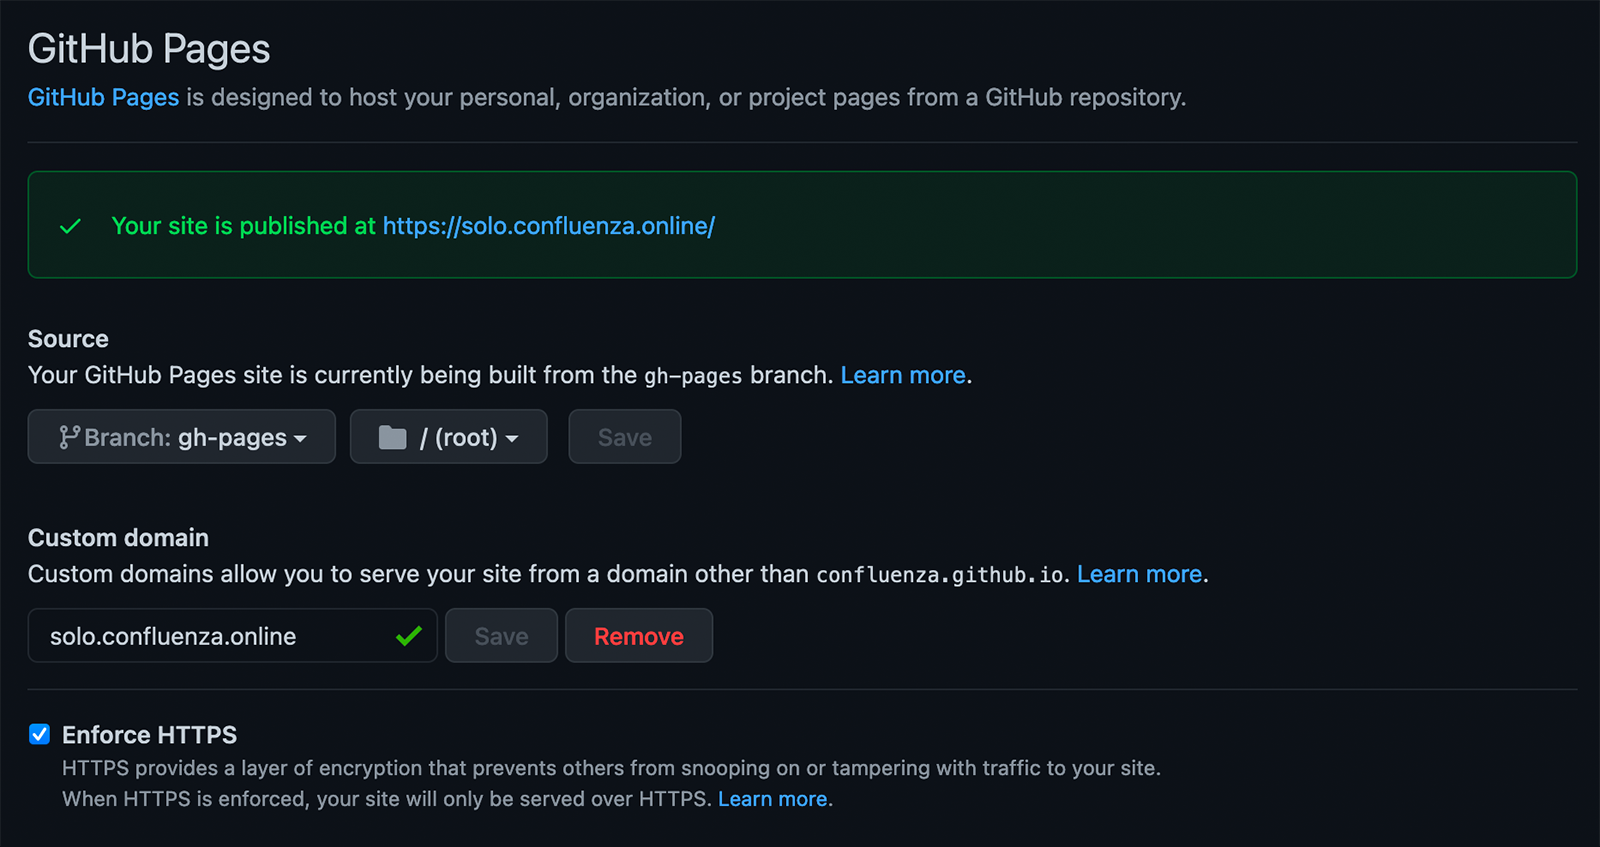 GitHub Pages
GitHub Pages is designed to host your personal, organization, or project pages from a GitHub repository.
Your site is published at https://solo.confluenza.online/
Source
Your GitHub Pages site is currently being built from the gh-pages branch. Learn more.
Branch: gh-pages / (root) Save
Custom domain
Custom domains allow you to serve your site from a domain other than confluenza.github.io. Learn more.
solo.confluenza.online Save Remove
Enforce HTTPS
HTTPS provides a layer of encryption that prevents others from snooping on or tampering with traffic to your site.
When HTTPS is enforced, your site will only be served over HTTPS. Learn more.